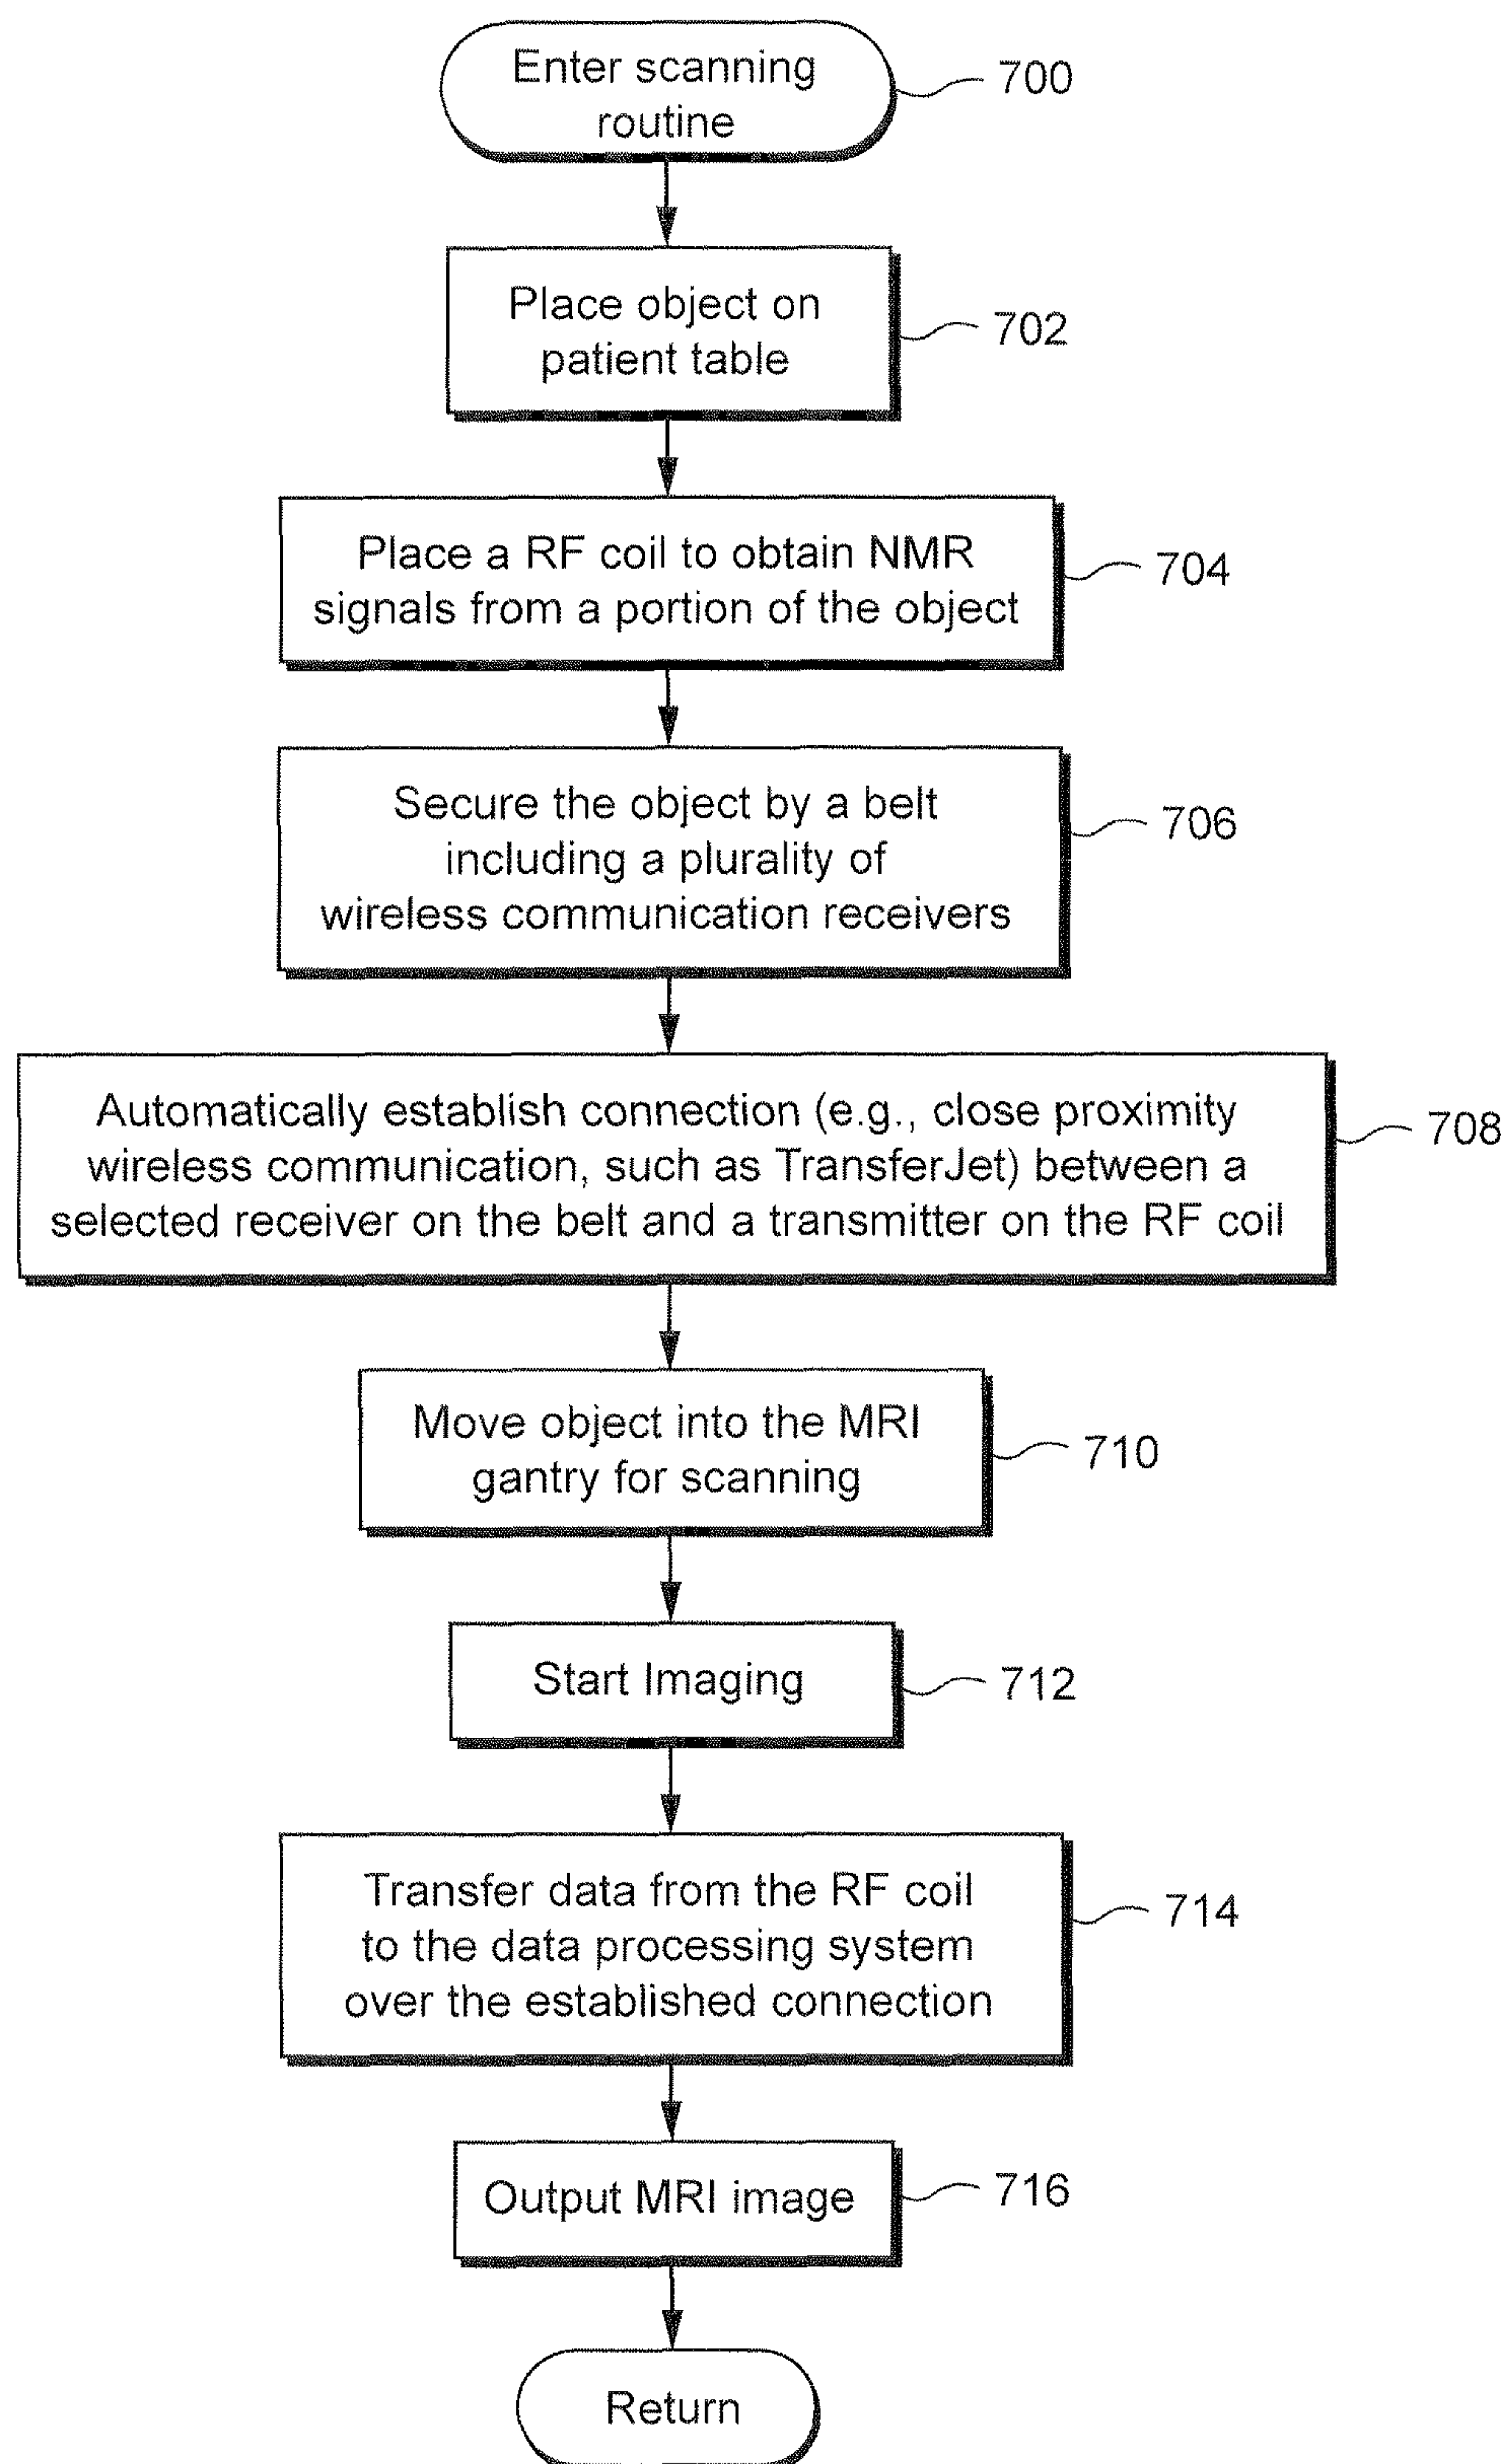 Enter scanning
routine
700
Place object on
patient table
702
Place a RF coil to obtain NMR
signals from a portion of the object
704
Secure the object by a belt
including a plurality of
wireless communication receivers
706
Automatically establish connection (e.g., close proximity
wireless communication, such as TransferJet) between a
selected receiver on the belt and a transmitter on the RF coil
708
Move object into the MRI
gantry for scanning
710
Start Imaging
712
Transfer data from the RF coil
to the data processing system
over the established connection
714
Output MRI image
716
Return